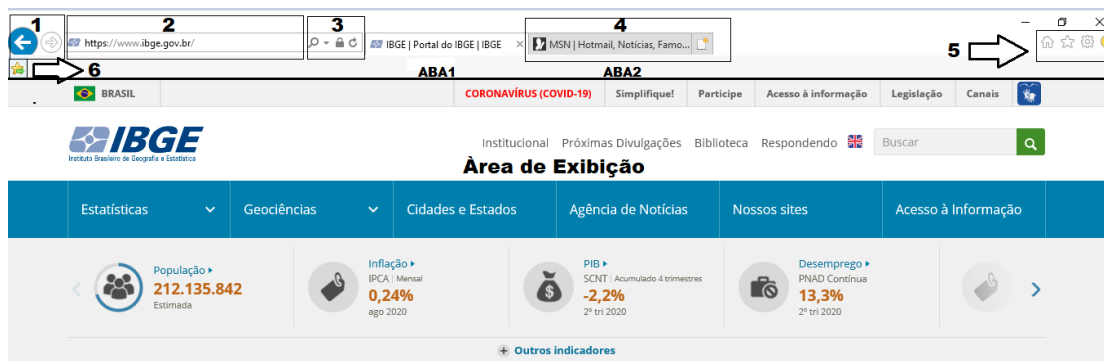 1 2 3 4
https://www.ibge.gov.br/
IBGE | Portal do IBGE | IBGE
MSN | Hotmail, Notícias, Famo...
5
6
ABA1 ABA2
BRASIL
CORONAVÍRUS (COVID-19) Simplifique! Participe Acesso à informação Legislação Canais
IBGE
Instituto Brasileiro de Geografia e Estatística
Institucional Próximas Divulgações Biblioteca Respondendo Buscar
Àrea de Exibição
Estatísticas Geociências Cidades e Estados Agência de Notícias Nossos sites Acesso à Informação
População
212.135.842
Estimada
Inflação
IPCA | Mensal
0,24%
ago 2020
PIB
SCNT | Acumulado 4 trimestres
-2,2%
2º tri 2020
Desemprego
PNAD Contínua
13,3%
2º tri 2020
Outros indicadores